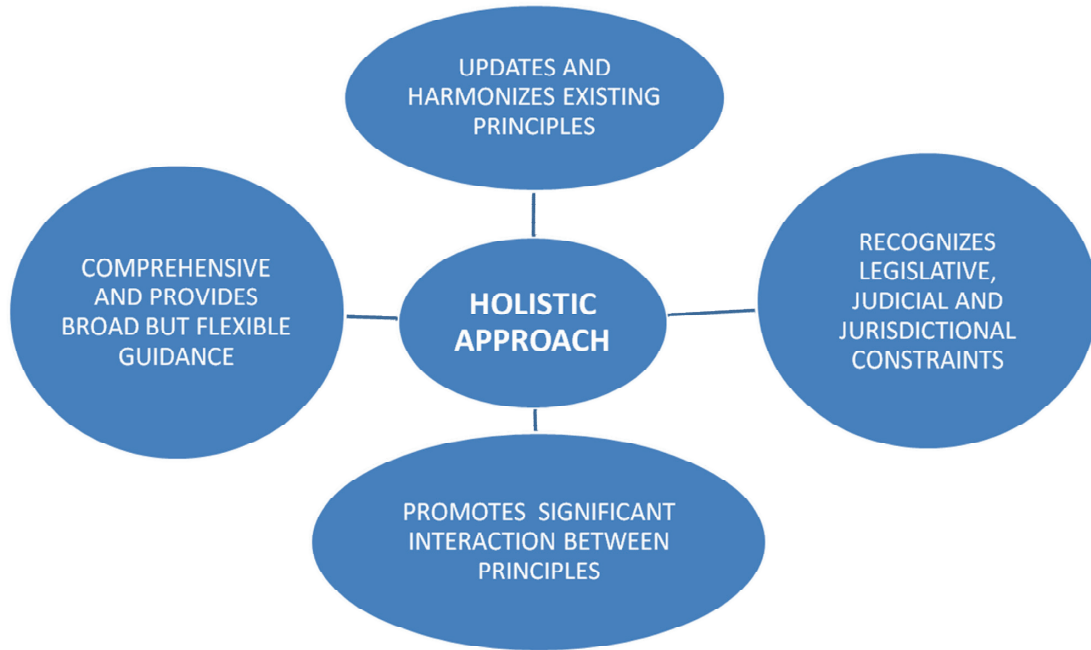 UPDATES AND
HARMONIZES EXISTING
PRINCIPLES
COMPREHENSIVE
AND PROVIDES
BROAD BUT FLEXIBLE
GUIDANCE
HOLISTIC
APPROACH
RECOGNIZES
LEGISLATIVE,
JUDICIAL AND
JURISDICTIONAL
CONSTRAINTS
PROMOTES SIGNIFICANT
INTERACTION BETWEEN
PRINCIPLES